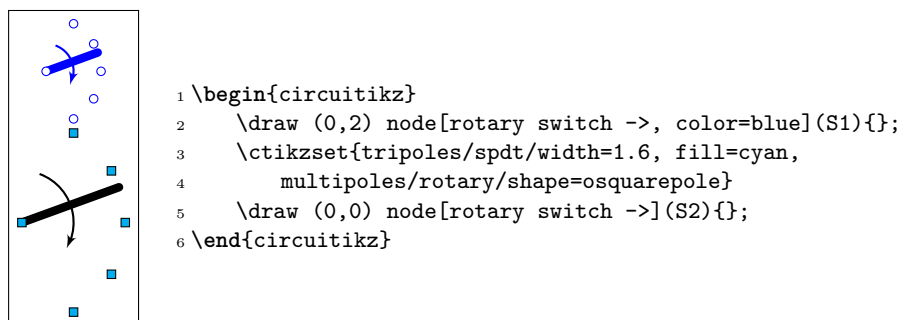 1 \begin{circuitikz}
2 \draw (0,2) node[rotary switch ->, color=blue](S1){};
3 \ctikzset{tripoles/spdt/width=1.6, fill=cyan,
4 multipoles/rotary/shape=osquarepole}
5 \draw (0,0) node[rotary switch ->](S2){};
6 \end{circuitikz}